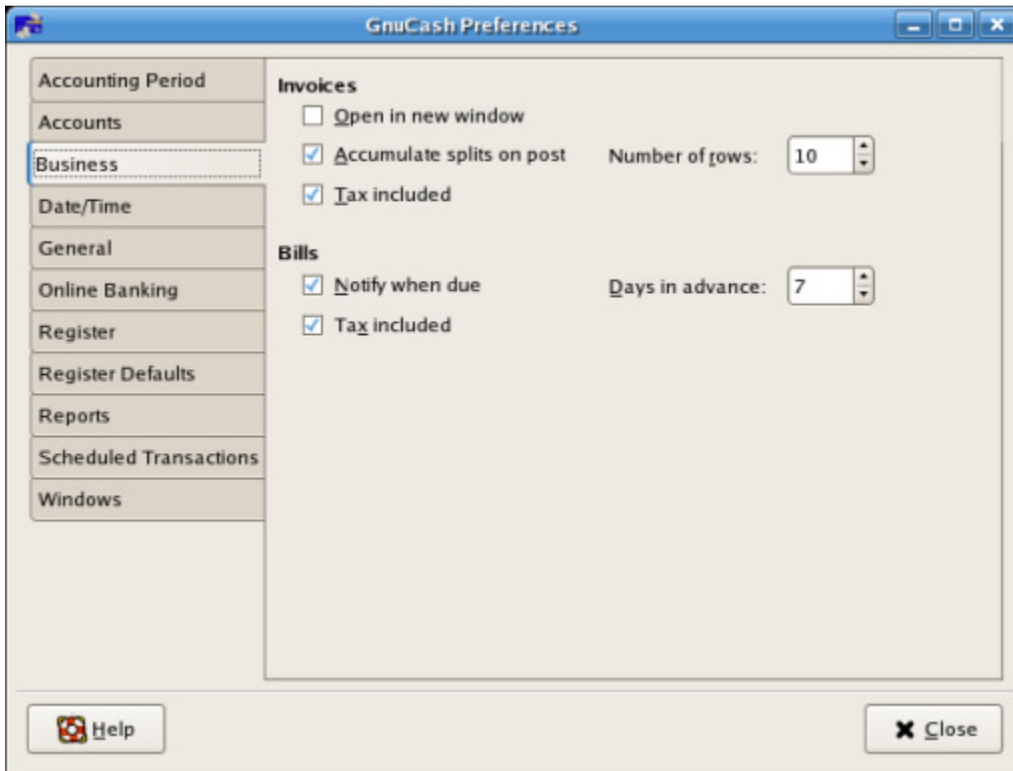 GnuCash Preferences
Accounting Period
Accounts
Business
Date/Time
General
Online Banking
Register
Register Defaults
Reports
Scheduled Transactions
Windows
Invoices
Open in new window
Accumulate splits on post Number of rows: 10
Tax included
Bills
Notify when due Days in advance: 7
Tax included
Help
Close